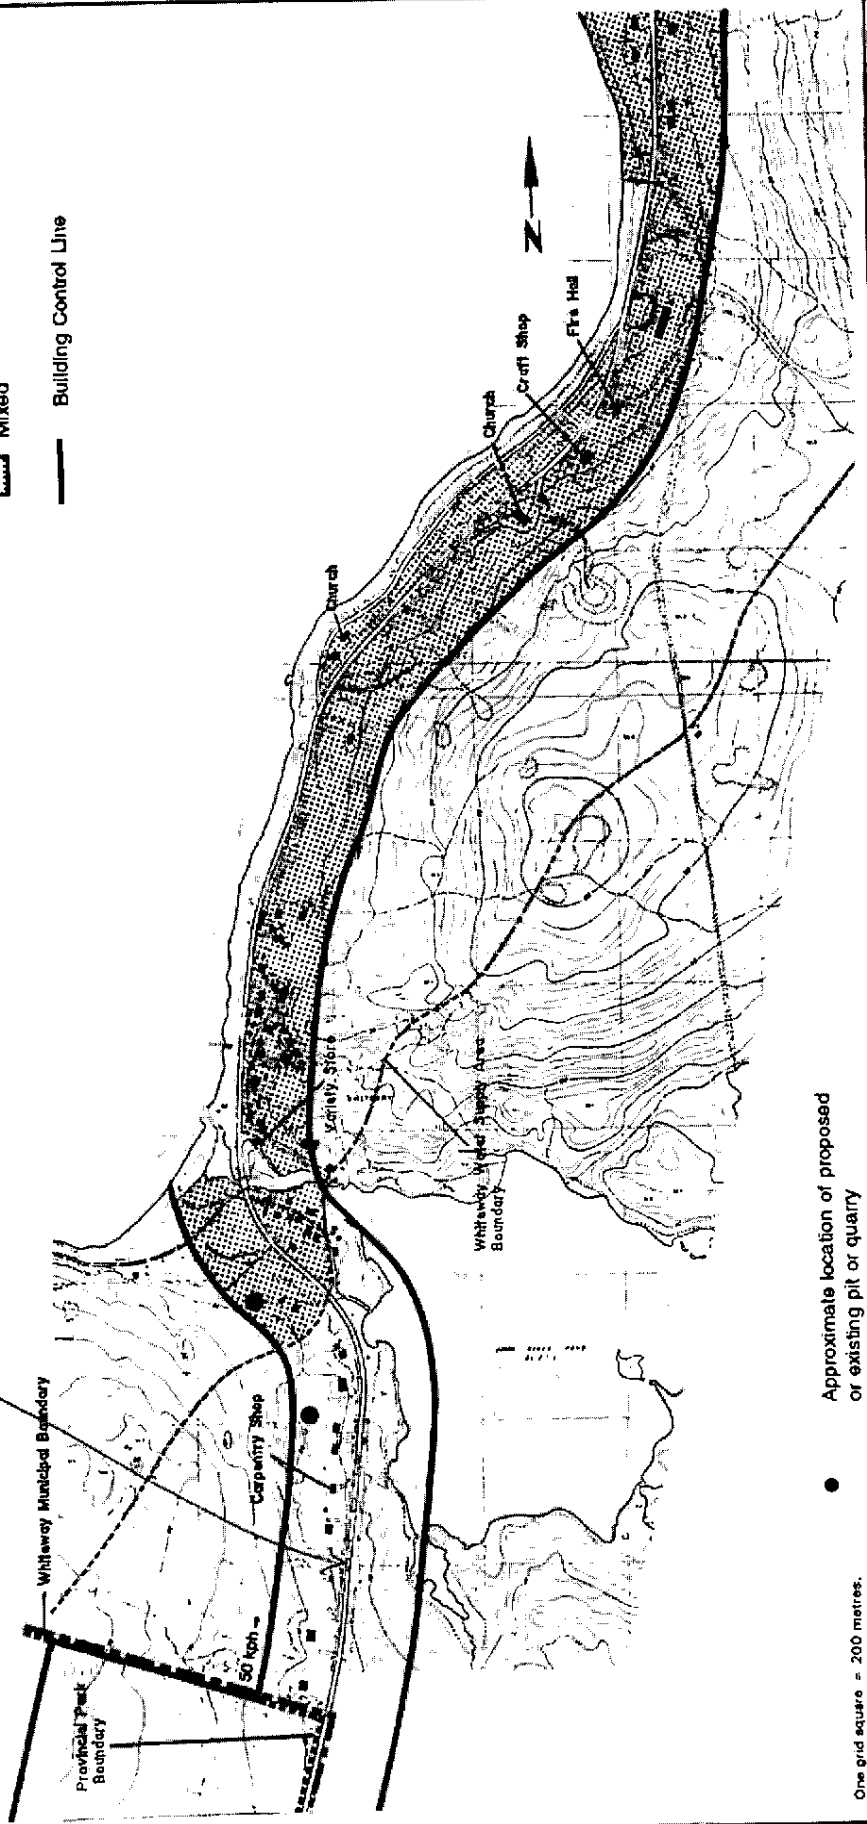 Mixed
Building Control Line
N
Fire Hall
Craft Shop
Church
Church
Variety Store
Whiteway Water Supply Area
Boundary
Whiteway Municipal Boundary
Carpentry Shop
50 kph
Provincial Park
Boundary
Approximate location of proposed
or existing pit or quarry
One grid square = 200 metres.